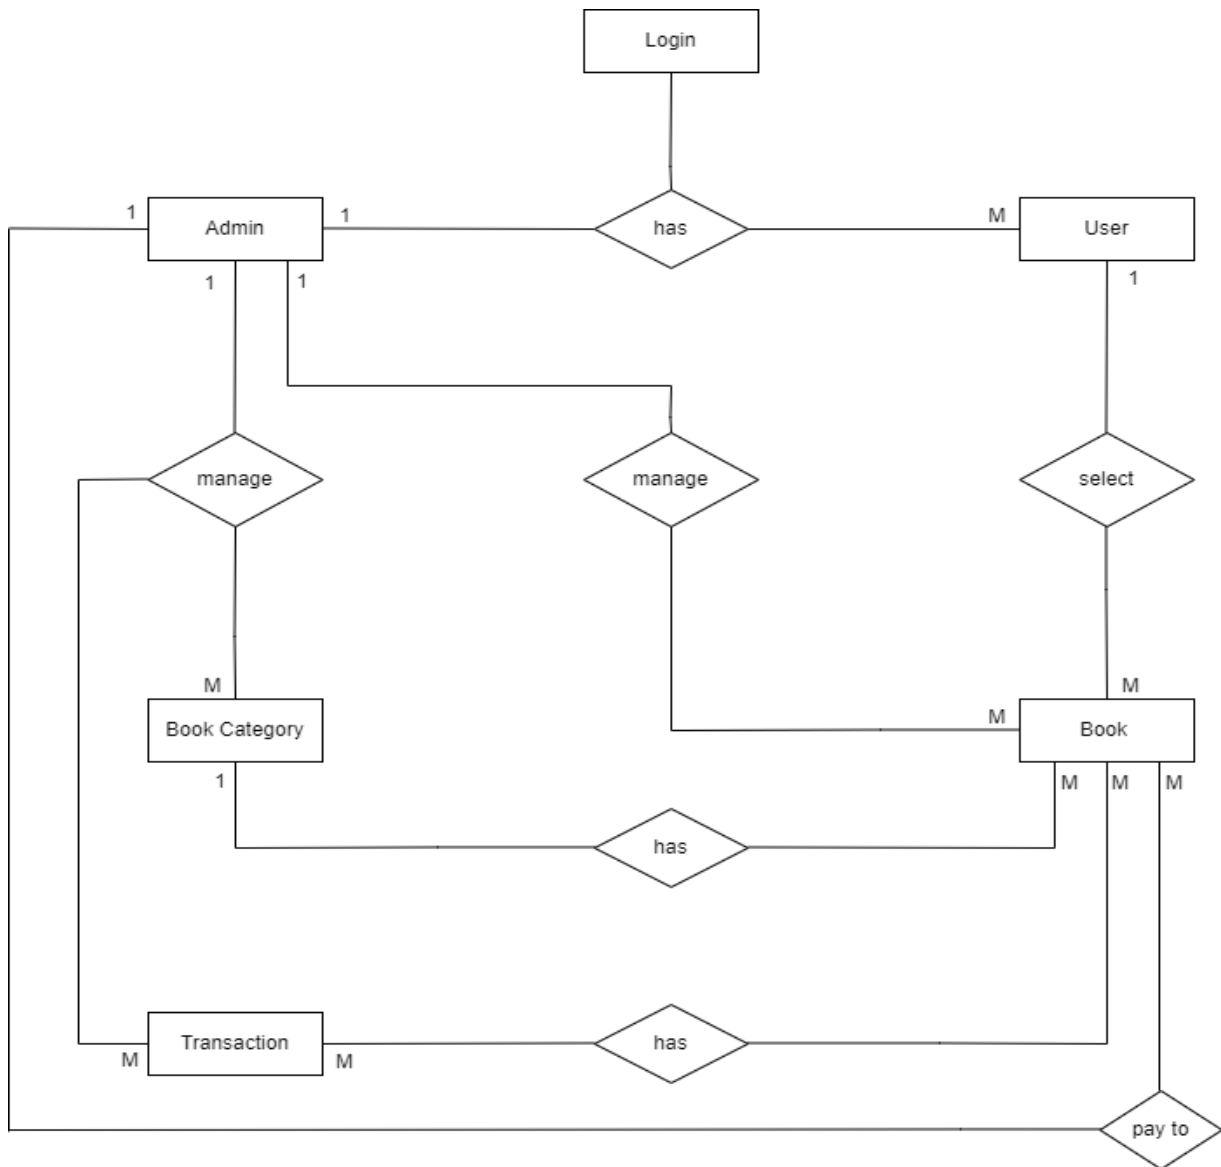 Login
1
Admin
1
has
M
User
1
1
1
manage
manage
select
M
Book Category
M
M
Book
1
M
M
M
has
Transaction
has
M
M
pay to